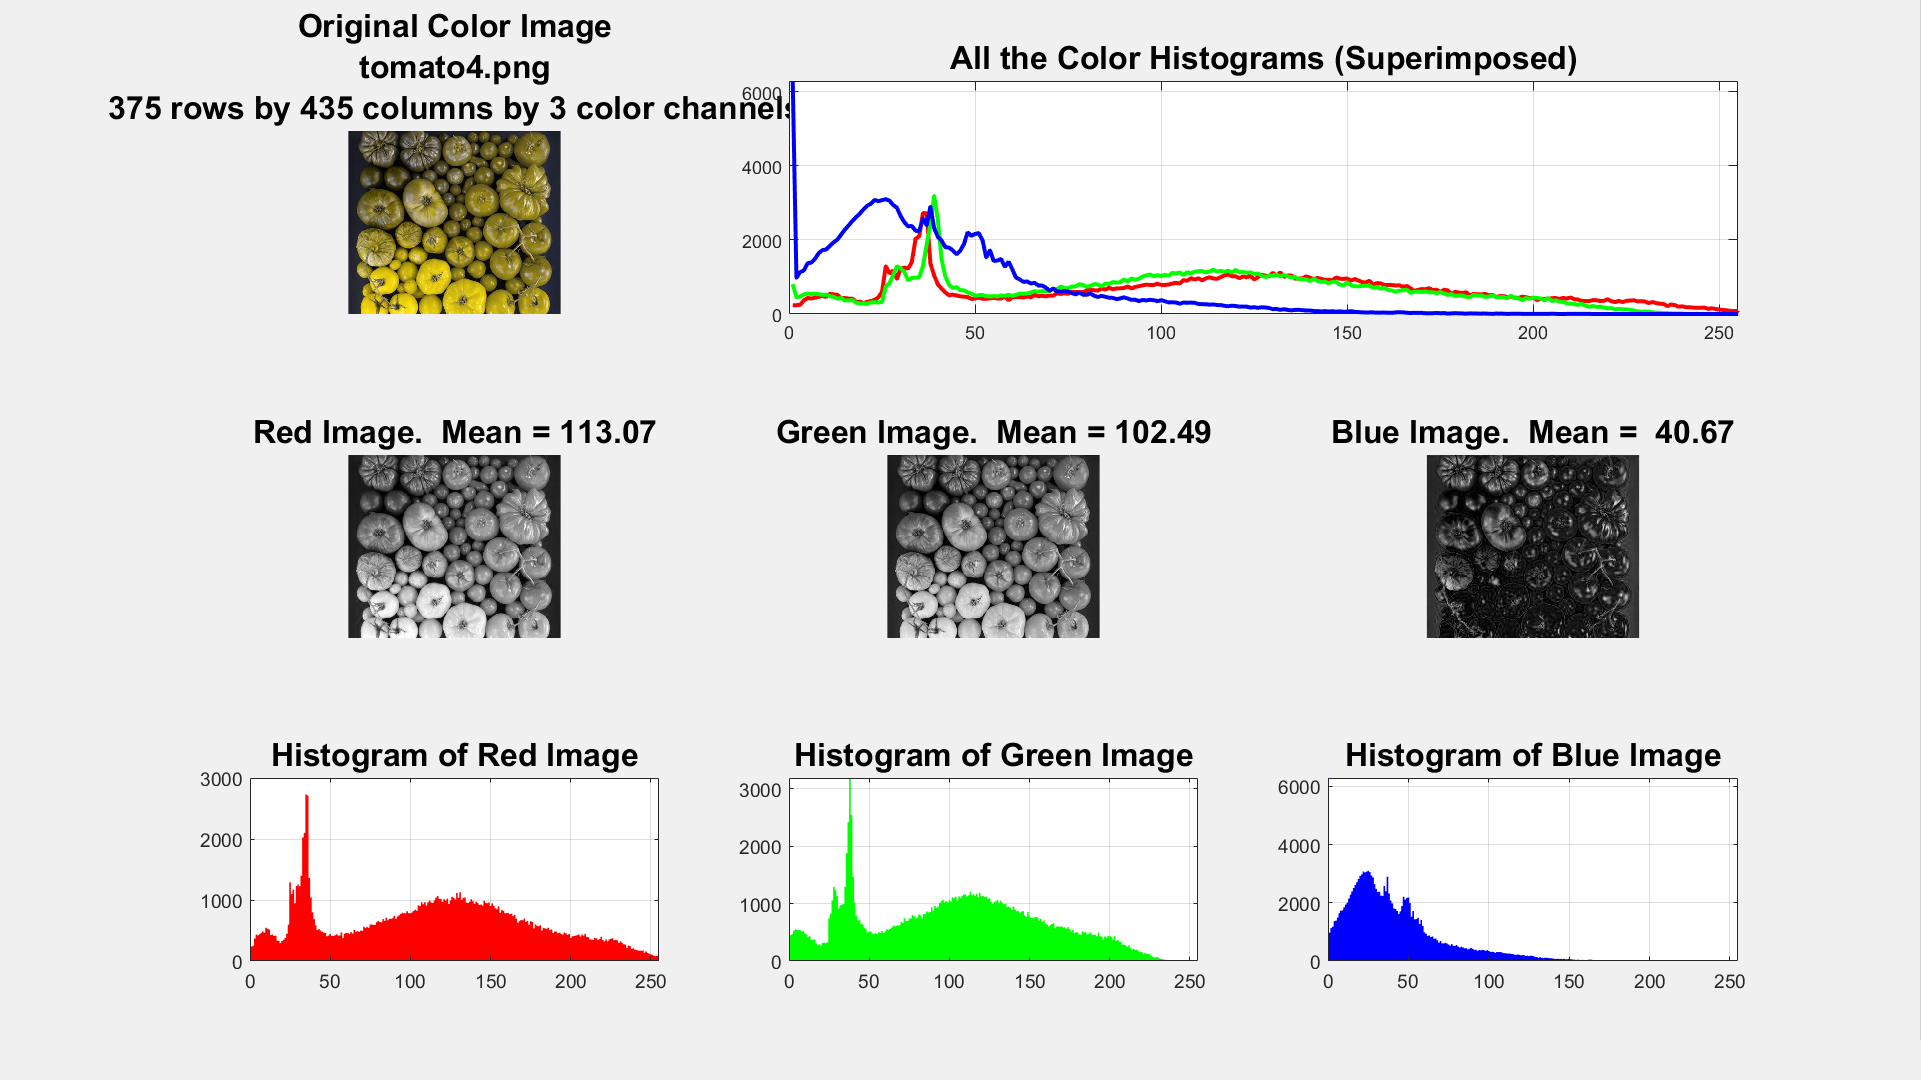 Original Color Image
tomato4.png
375 rows by 435 columns by 3 color channels
All the Color Histograms (Superimposed)
6000
4000
2000
0
0 50 100 150 200 250
Red Image.  Mean = 113.07
Green Image.  Mean = 102.49
Blue Image.  Mean =  40.67
Histogram of Red Image
3000
2000
1000
0
0 50 100 150 200 250
Histogram of Green Image
3000
2000
1000
0
0 50 100 150 200 250
Histogram of Blue Image
6000
4000
2000
0
0 50 100 150 200 250